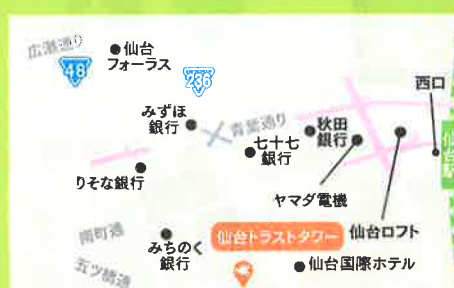 広瀬通り
48
仙台
フォーラス
236
西口
みずほ
銀行
青葉通り
七十七
銀行
秋田
銀行
仙台駅
りそな銀行
ヤマダ電機
南町通
みちのく
銀行
仙台トラストタワー
仙台ロフト
五ツ橋通
仙台国際ホテル